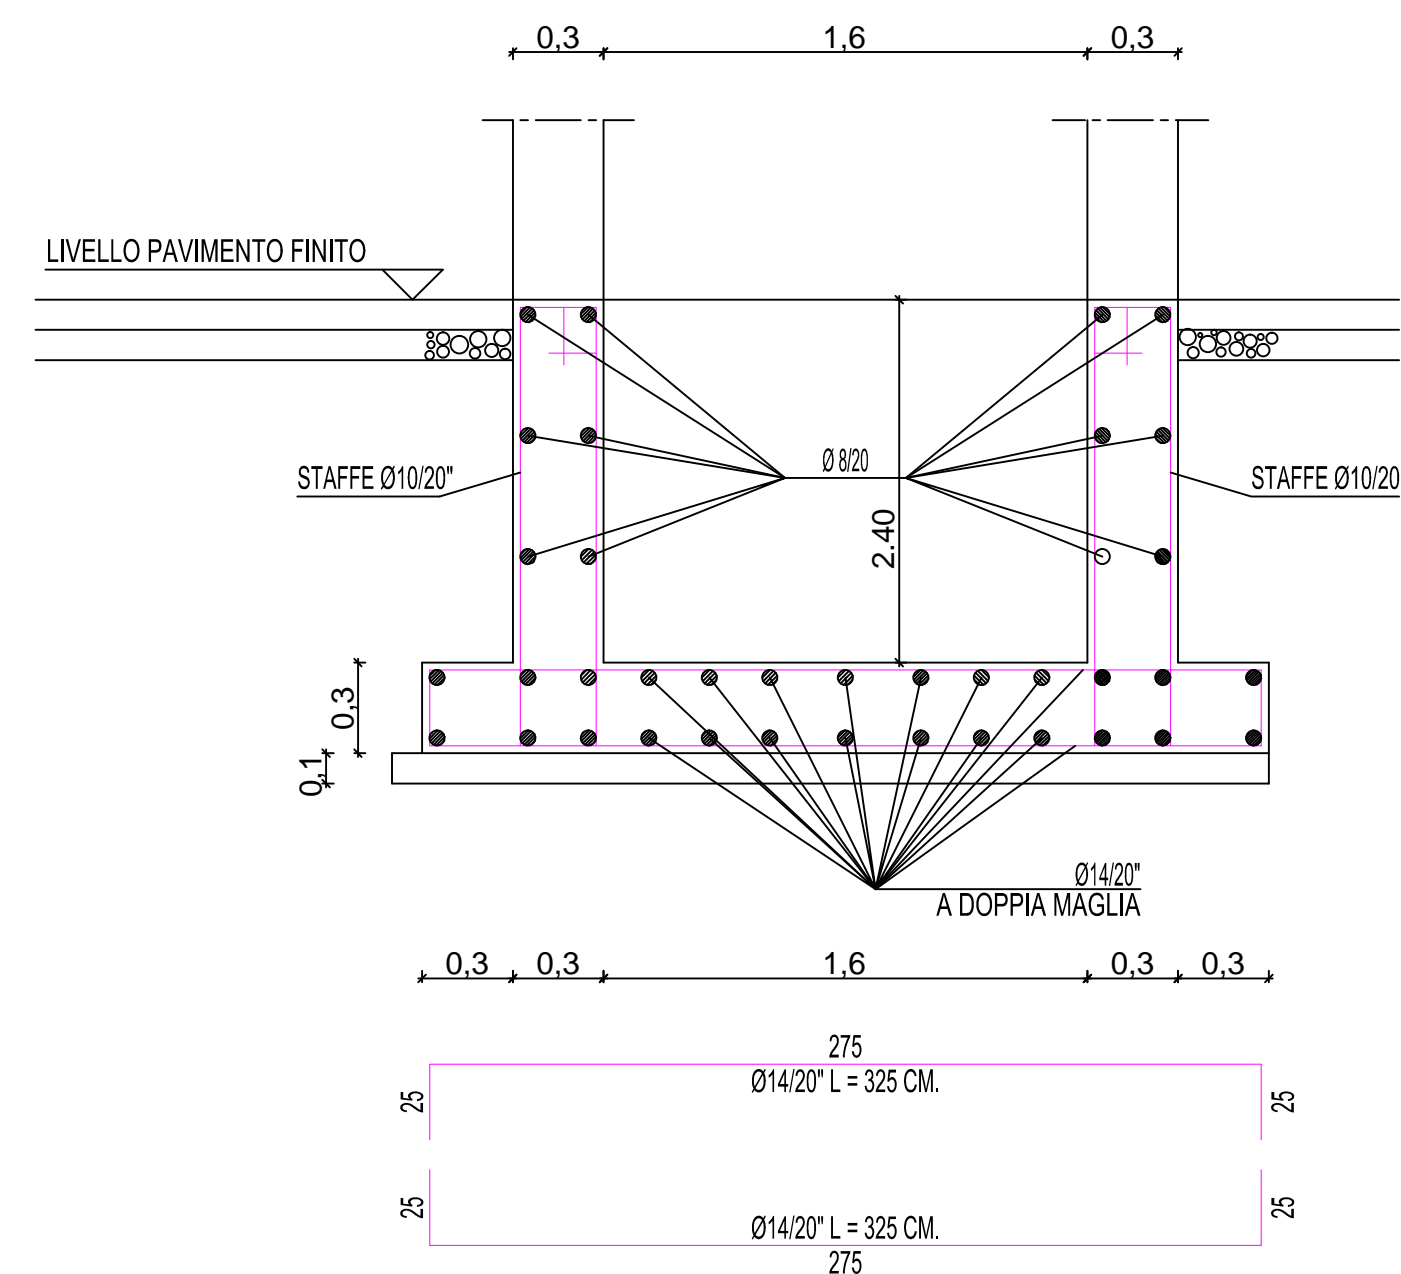 0,3 1,6 0,3
LIVELLO PAVIMENTO FINITO
Ø 8/20
STAFFE Ø10/20"
STAFFE Ø10/20
2.40
0,3
0,1
Ø14/20"
A DOPPIA MAGLIA
0,3 0,3 1,6 0,3 0,3
275
Ø14/20" L = 325 CM.
25
25
25
25
Ø14/20" L = 325 CM.
275